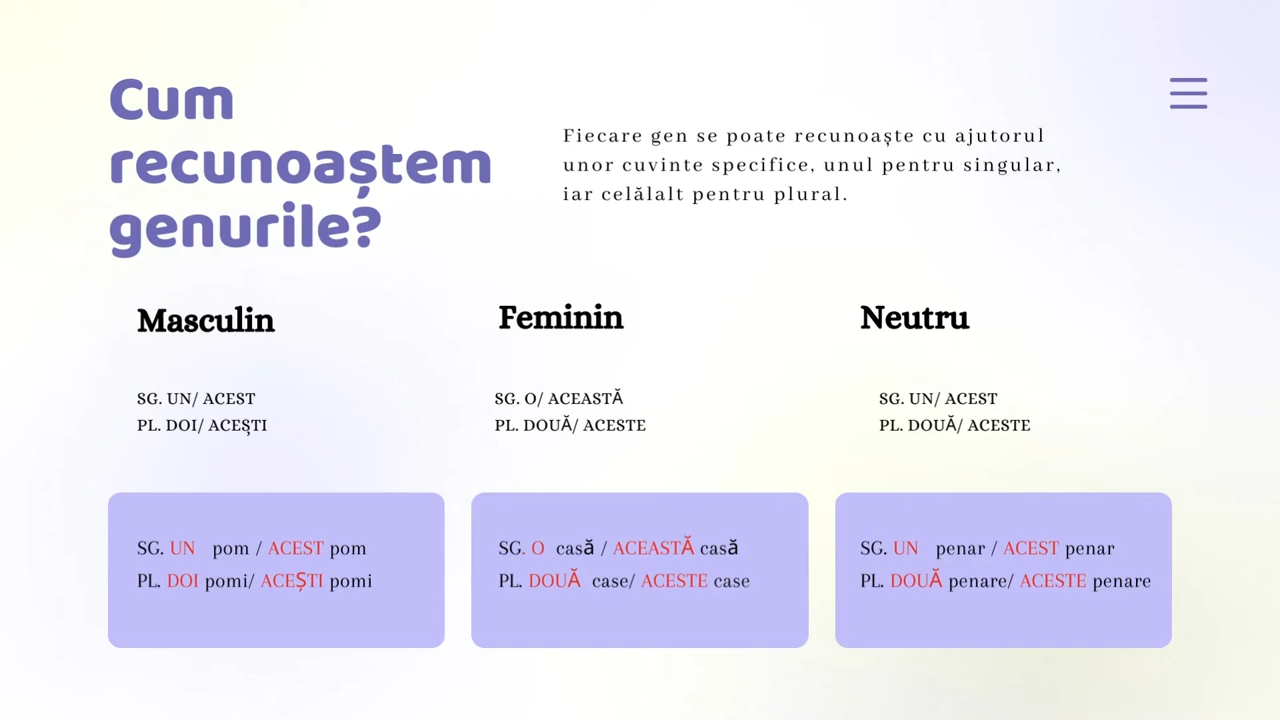 Cum
recunoaștem
genurile?
Fiecare gen se poate recunoaște cu ajutorul
unor cuvinte specifice, unul pentru singular,
iar celălalt pentru plural.
Masculin
SG. UN/ ACEST
PL. DOI/ ACEȘTI
SG. UN pom / ACEST pom
PL. DOI pomi/ ACEȘTI pomi
Feminin
SG. O/ ACEASTĂ
PL. DOUĂ/ ACESTE
SG. O casă / ACEASTĂ casă
PL. DOUĂ case/ ACESTE case
Neutru
SG. UN/ ACEST
PL. DOUĂ/ ACESTE
SG. UN penar / ACEST penar
PL. DOUĂ penare/ ACESTE penare